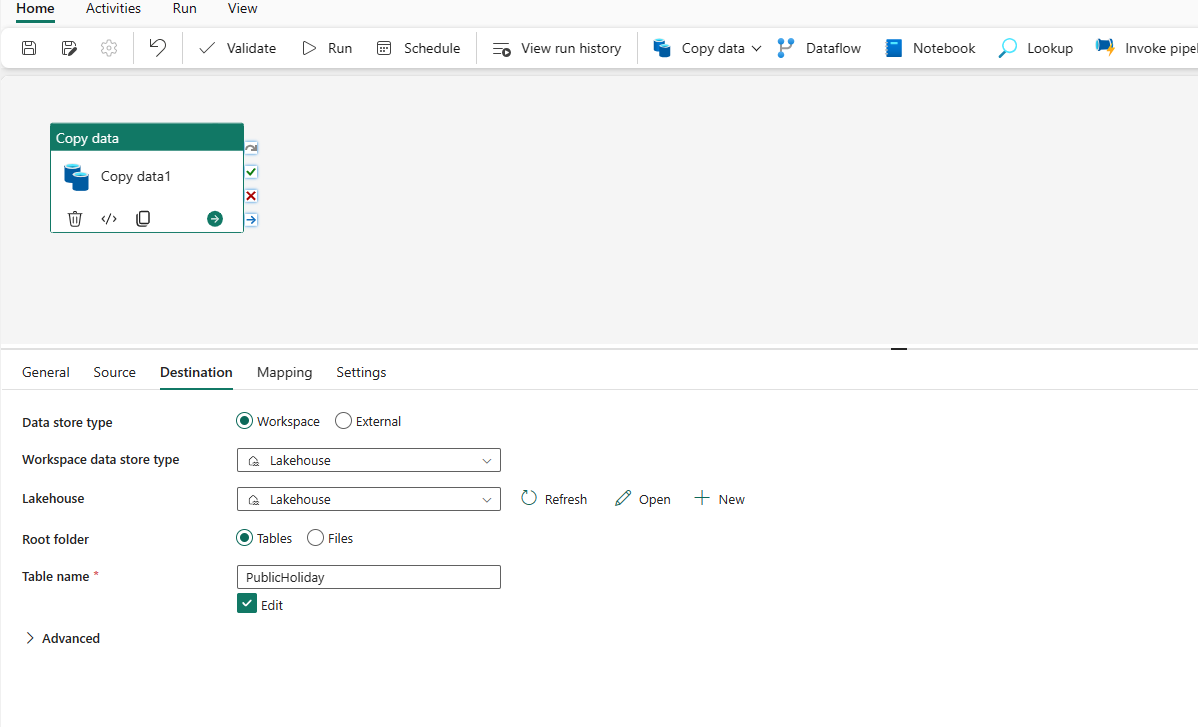 Home Activities Run View
Validate Run Schedule View run history Copy data Dataflow Notebook Lookup Invoke pipel
Copy data
Copy data1
General Source Destination Mapping Settings
Data store type Workspace External
Workspace data store type Lakehouse
Lakehouse Lakehouse Refresh Open New
Root folder Tables Files
Table name * PublicHoliday
Edit
Advanced